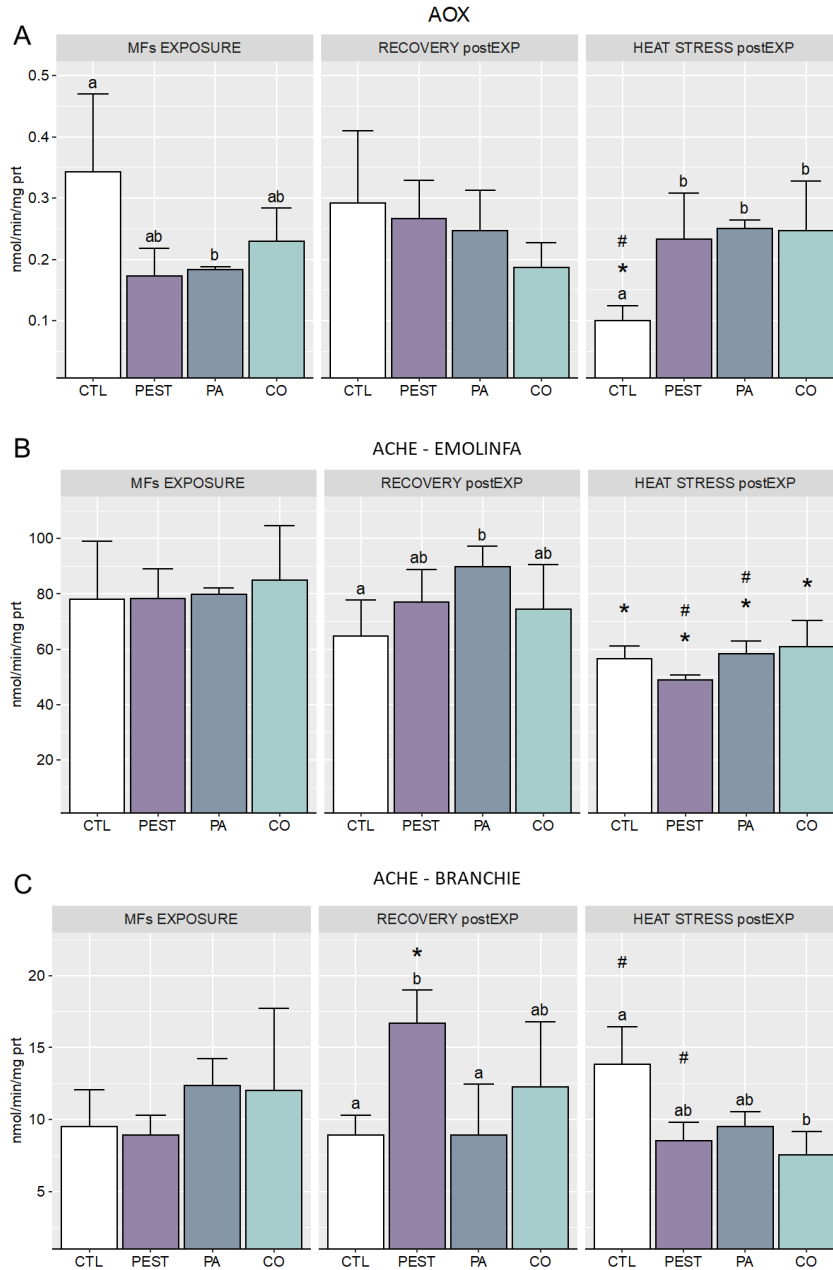 AOX
A
MFs EXPOSURE RECOVERY postEXP HEAT STRESS postEXP
nmol/min/mg prt
0.5
0.4
0.3
0.2
0.1
a ab b ab
# * a b b b
CTL PEST PA CO CTL PEST PA CO CTL PEST PA CO
B
ACHE - EMOLINFA
MFs EXPOSURE RECOVERY postEXP HEAT STRESS postEXP
nmol/min/mg prt
100
80
60
40
20
a ab b ab
* # * # * *
CTL PEST PA CO CTL PEST PA CO CTL PEST PA CO
C
ACHE - BRANCHIE
MFs EXPOSURE RECOVERY postEXP HEAT STRESS postEXP
nmol/min/mg prt
20
15
10
5
a * b a ab
# a # ab ab b
CTL PEST PA CO CTL PEST PA CO CTL PEST PA CO